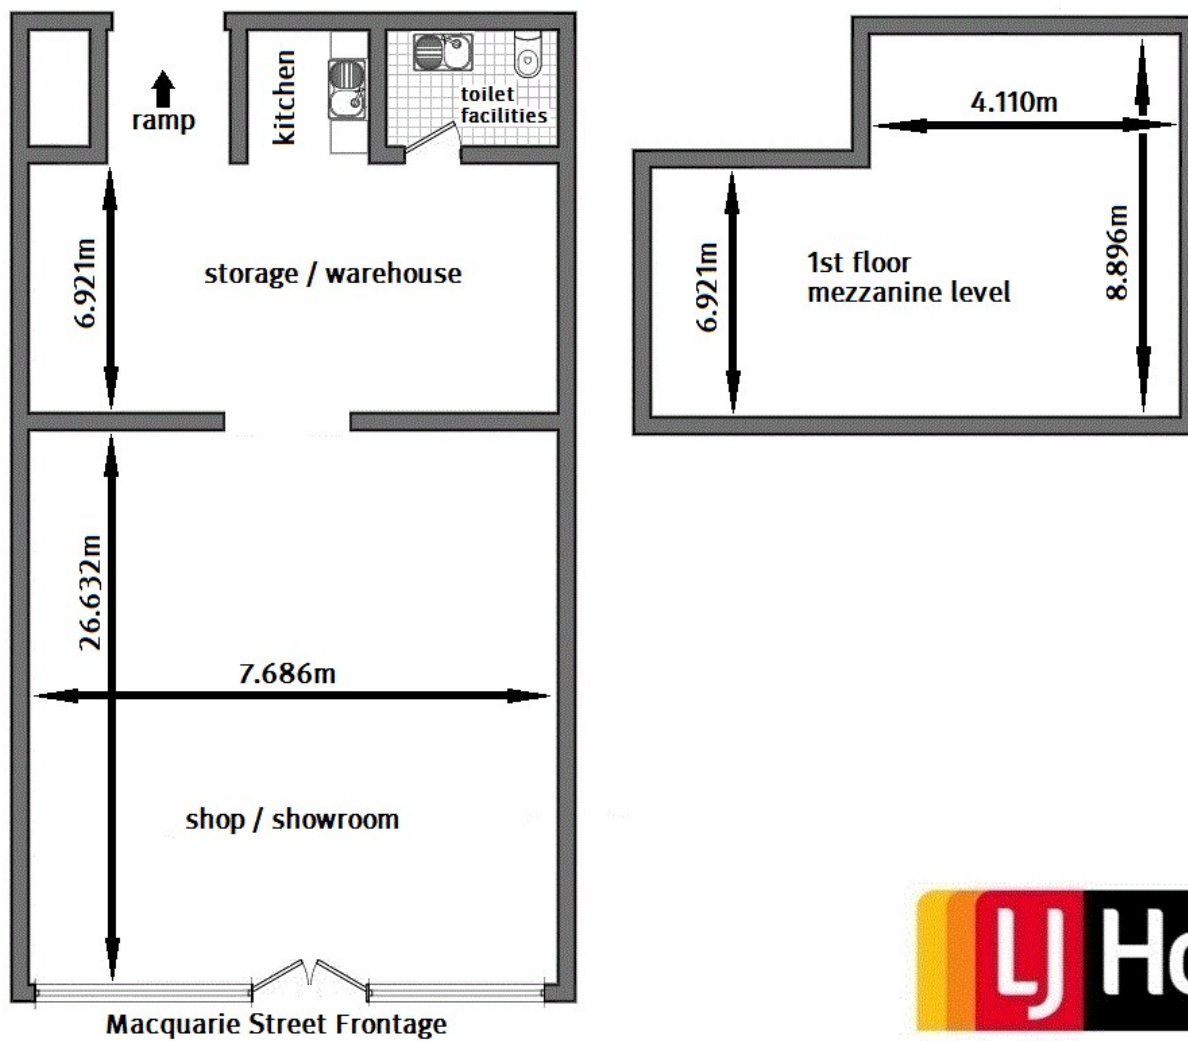 kitchen
toilet
facilities
ramp
6.921m
storage / warehouse
26.632m
7.686m
shop / showroom
Macquarie Street Frontage
4.110m
6.921m
1st floor
mezzanine level
8.896m
LJ Ho